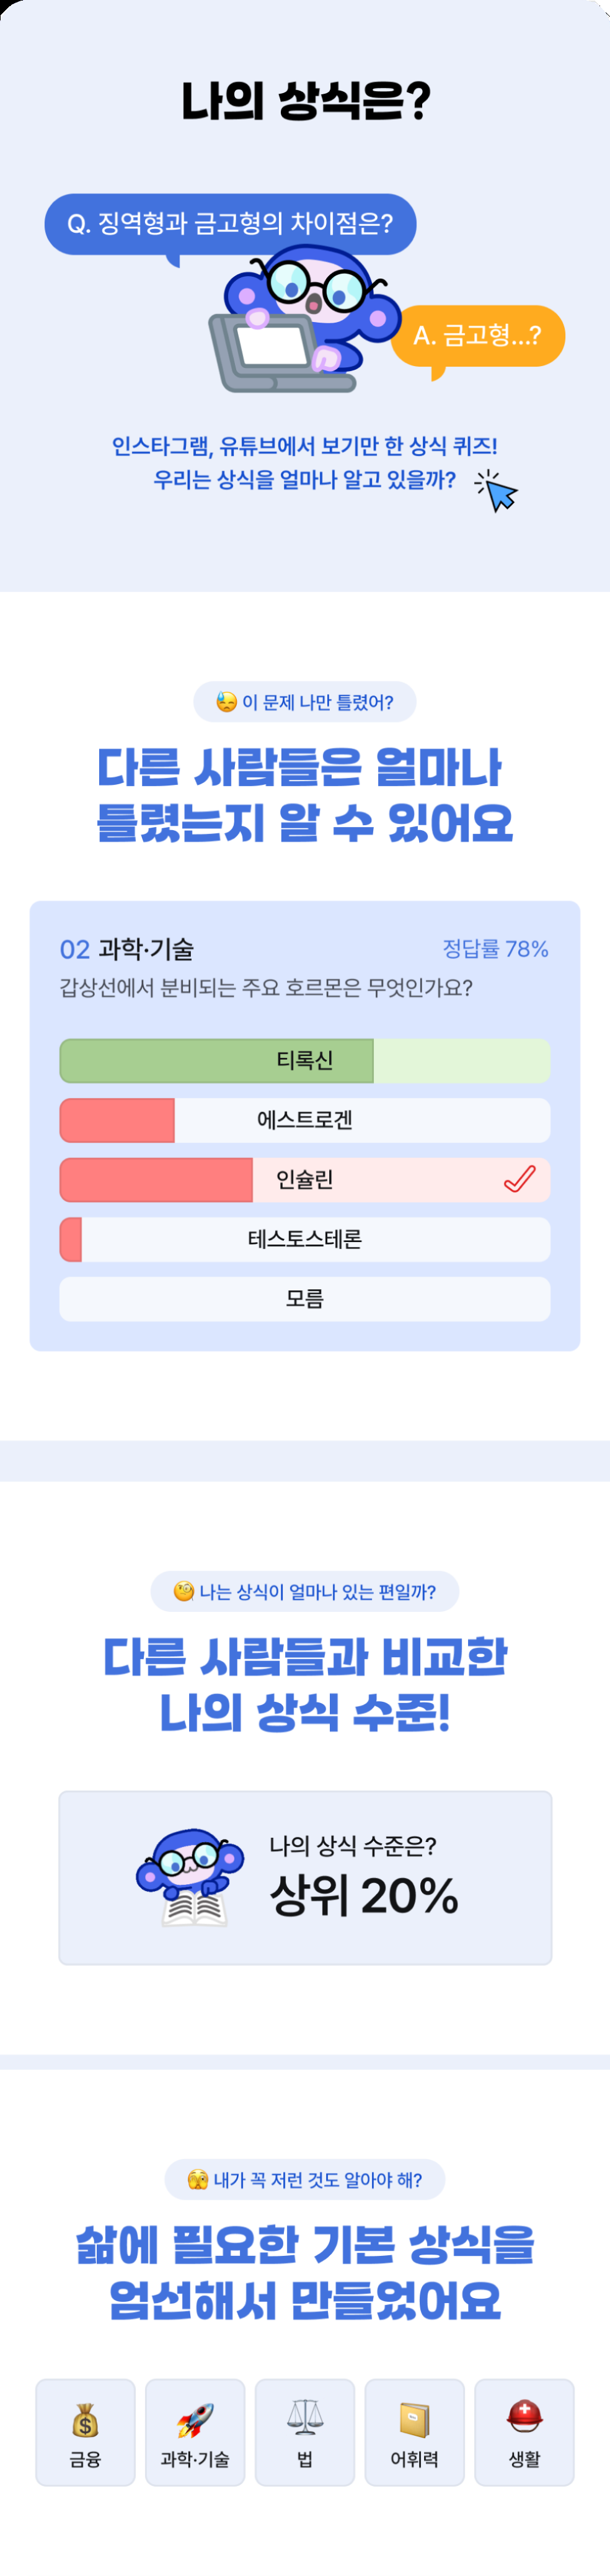 나의 상식은?
Q. 징역형과 금고형의 차이점은?
A. 금고형...?
인스타그램, 유튜브에서 보기만 한 상식 퀴즈!
우리는 상식을 얼마나 알고 있을까?
이 문제 나만 틀렸어?
다른 사람들은 얼마나
틀렸는지 알 수 있어요
02 과학·기술
정답률 78%
갑상선에서 분비되는 주요 호르몬은 무엇인가요?
티록신
에스트로겐
인슐린
테스토스테론
모름
나는 상식이 얼마나 있는 편일까?
다른 사람들과 비교한
나의 상식 수준!
나의 상식 수준은?
상위 20%
내가 꼭 저런 것도 알아야 해?
삶에 필요한 기본 상식을
엄선해서 만들었어요
금융
과학·기술
법
어휘력
생활